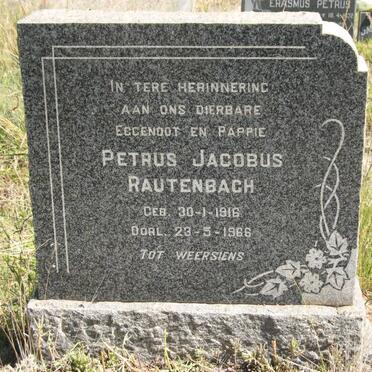 ERASMUS PETRUS
IN TERE HERINNERING
AAN ONS DIERBARE
EGGENOOT EN PAPPIE
PETRUS JACOBUS
RAUTENBACH
GEB. 30-1-1916
OORL. 23-5-1966
TOT WEERSIENS